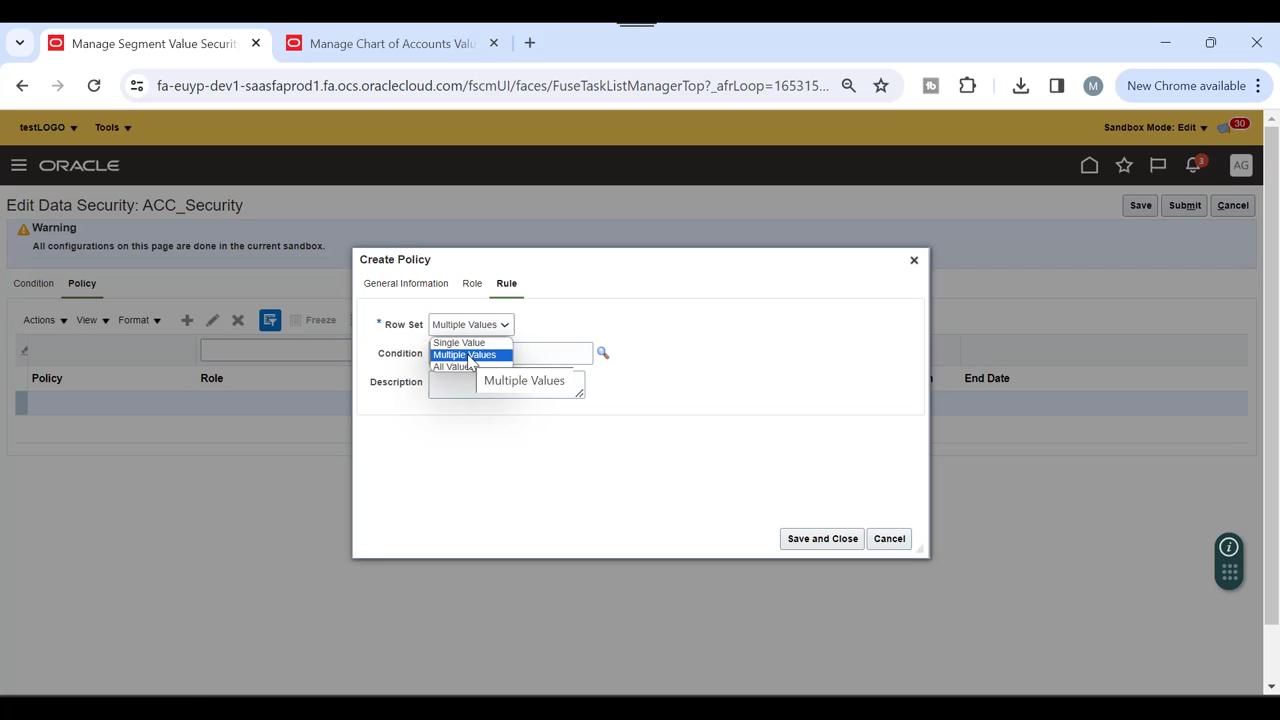 Manage Segment Value Securit
Manage Chart of Accounts Valu
fa-euyp-dev1-saasfaprod1.fa.ocs.oraclecloud.com/fscmUI/faces/FuseTaskListManagerTop?_afrLoop=165315...
M
New Chrome available
testLOGO
Tools
Sandbox Mode: Edit
30
ORACLE
3
AG
Edit Data Security: ACC_Security
Save
Submit
Cancel
Warning
All configurations on this page are done in the current sandbox.
Condition
Policy
Actions
View
Format
Freeze
Policy
Role
End Date
Create Policy
General Information
Role
Rule
* Row Set
Multiple Values
Single Value
Multiple Values
Condition
Description
Multiple Values
Save and Close
Cancel